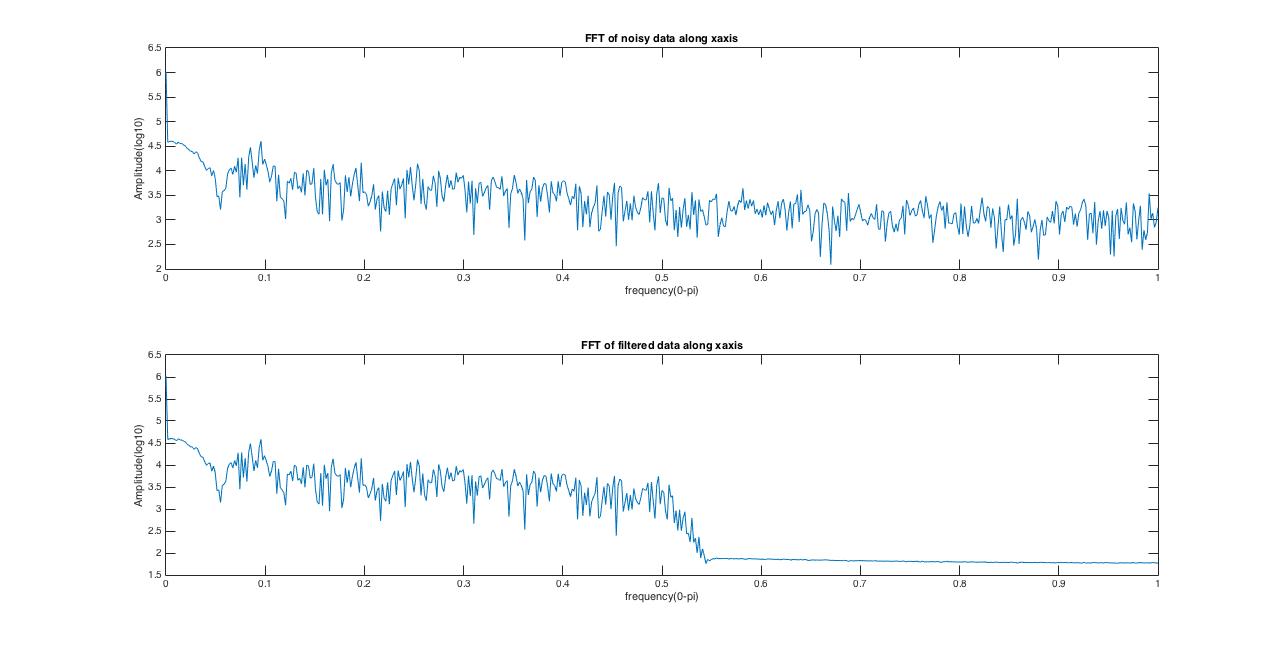 FFT of noisy data along xaxis
Amplitude(log10)
6.5
6
5.5
5
4.5
4
3.5
3
2.5
2
0 0.1 0.2 0.3 0.4 0.5 0.6 0.7 0.8 0.9 1
frequency(0-pi)
FFT of filtered data along xaxis
Amplitude(log10)
6.5
6
5.5
5
4.5
4
3.5
3
2.5
2
1.5
0 0.1 0.2 0.3 0.4 0.5 0.6 0.7 0.8 0.9 1
frequency(0-pi)